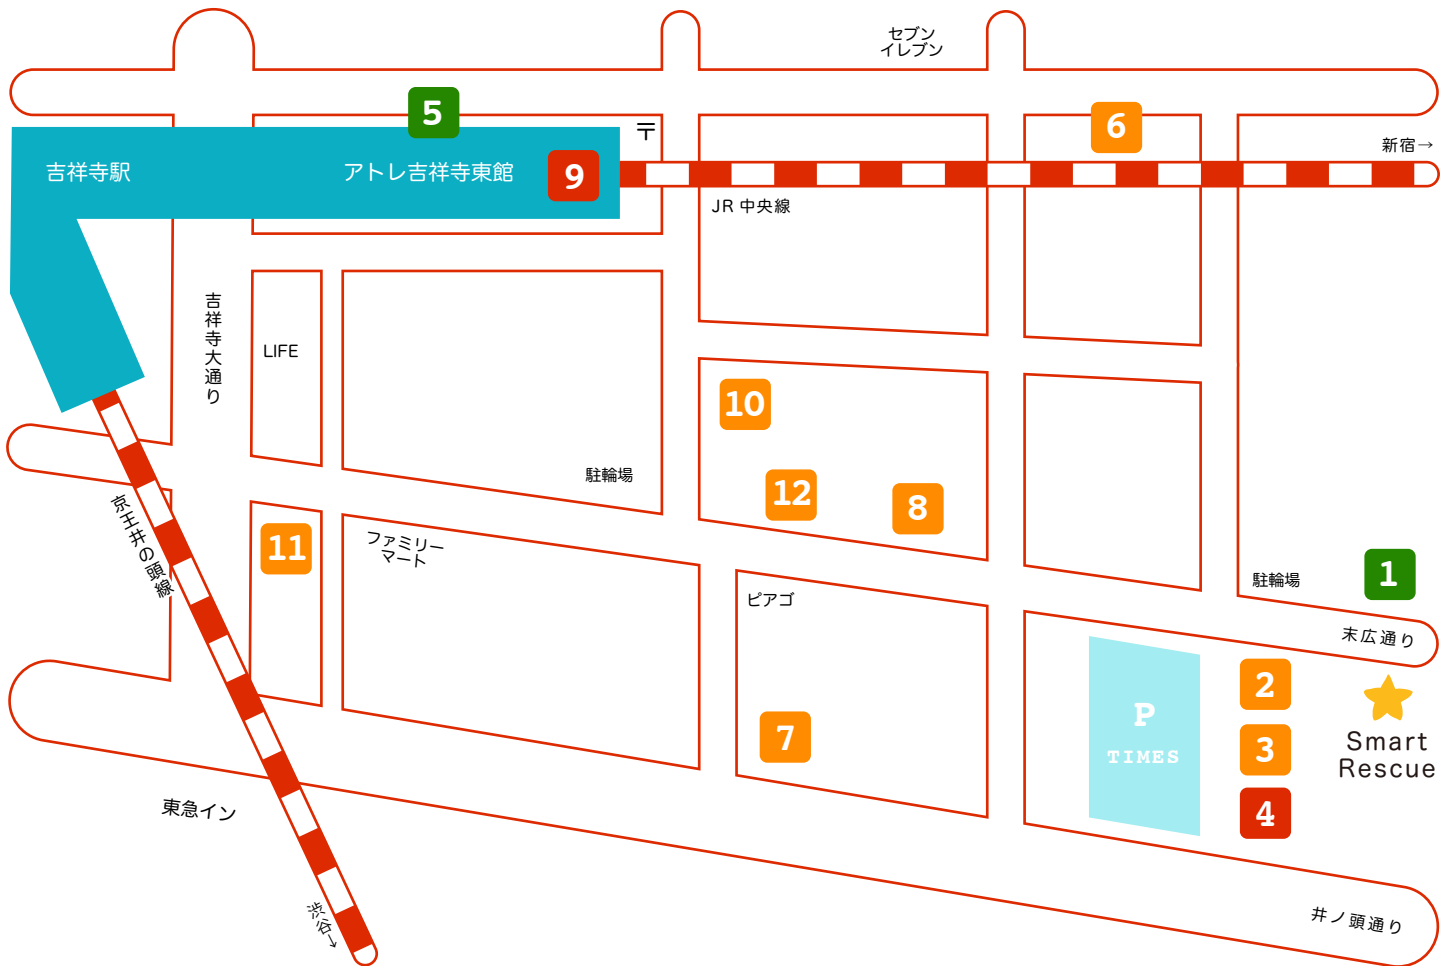 セブン
イレブン
5
6
〒
新宿→
吉祥寺駅
アトレ吉祥寺東館
9
JR 中央線
吉祥寺大通り
LIFE
10
駐輪場
12
8
京王井の頭線
11
ファミリー
マート
ピアゴ
駐輪場
1
末広通り
2
P
TIMES
3
Smart
Rescue
4
7
東急イン
渋谷→
井ノ頭通り